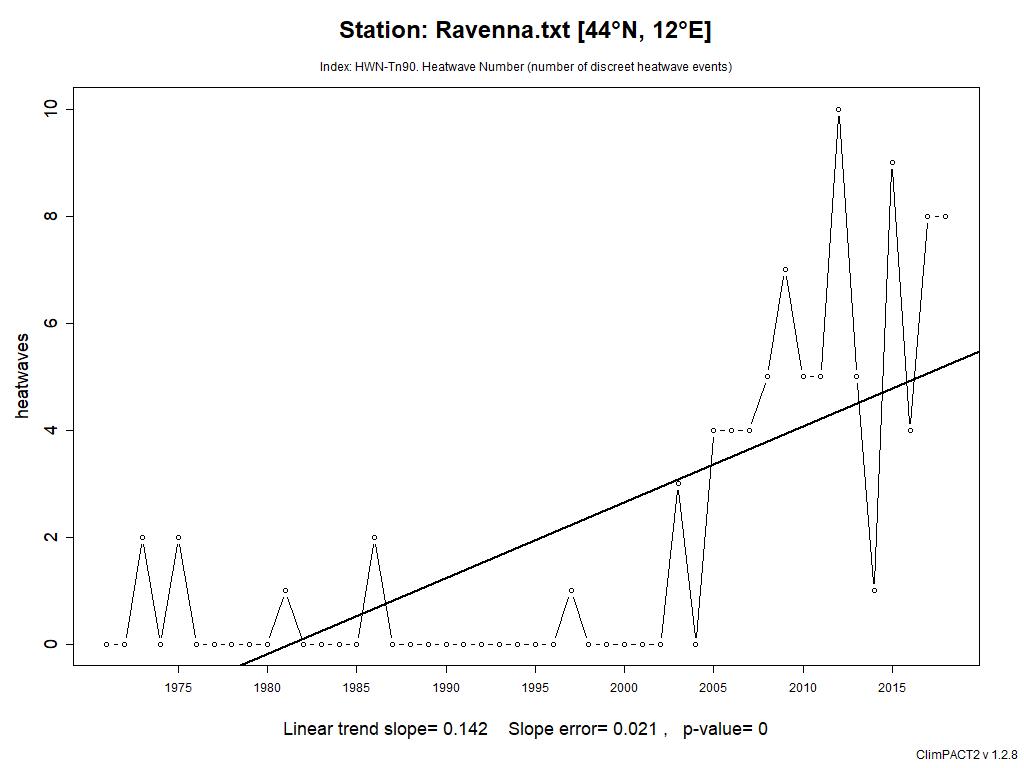 Station: Ravenna.txt [44°N, 12°E]
Index: HWN-Tn90. Heatwave Number (number of discreet heatwave events)
heatwaves
10
8
6
4
2
0
1975 1980 1985 1990 1995 2000 2005 2010 2015
Linear trend slope= 0.142 Slope error= 0.021 , p-value= 0
ClimPACT2 v 1.2.8